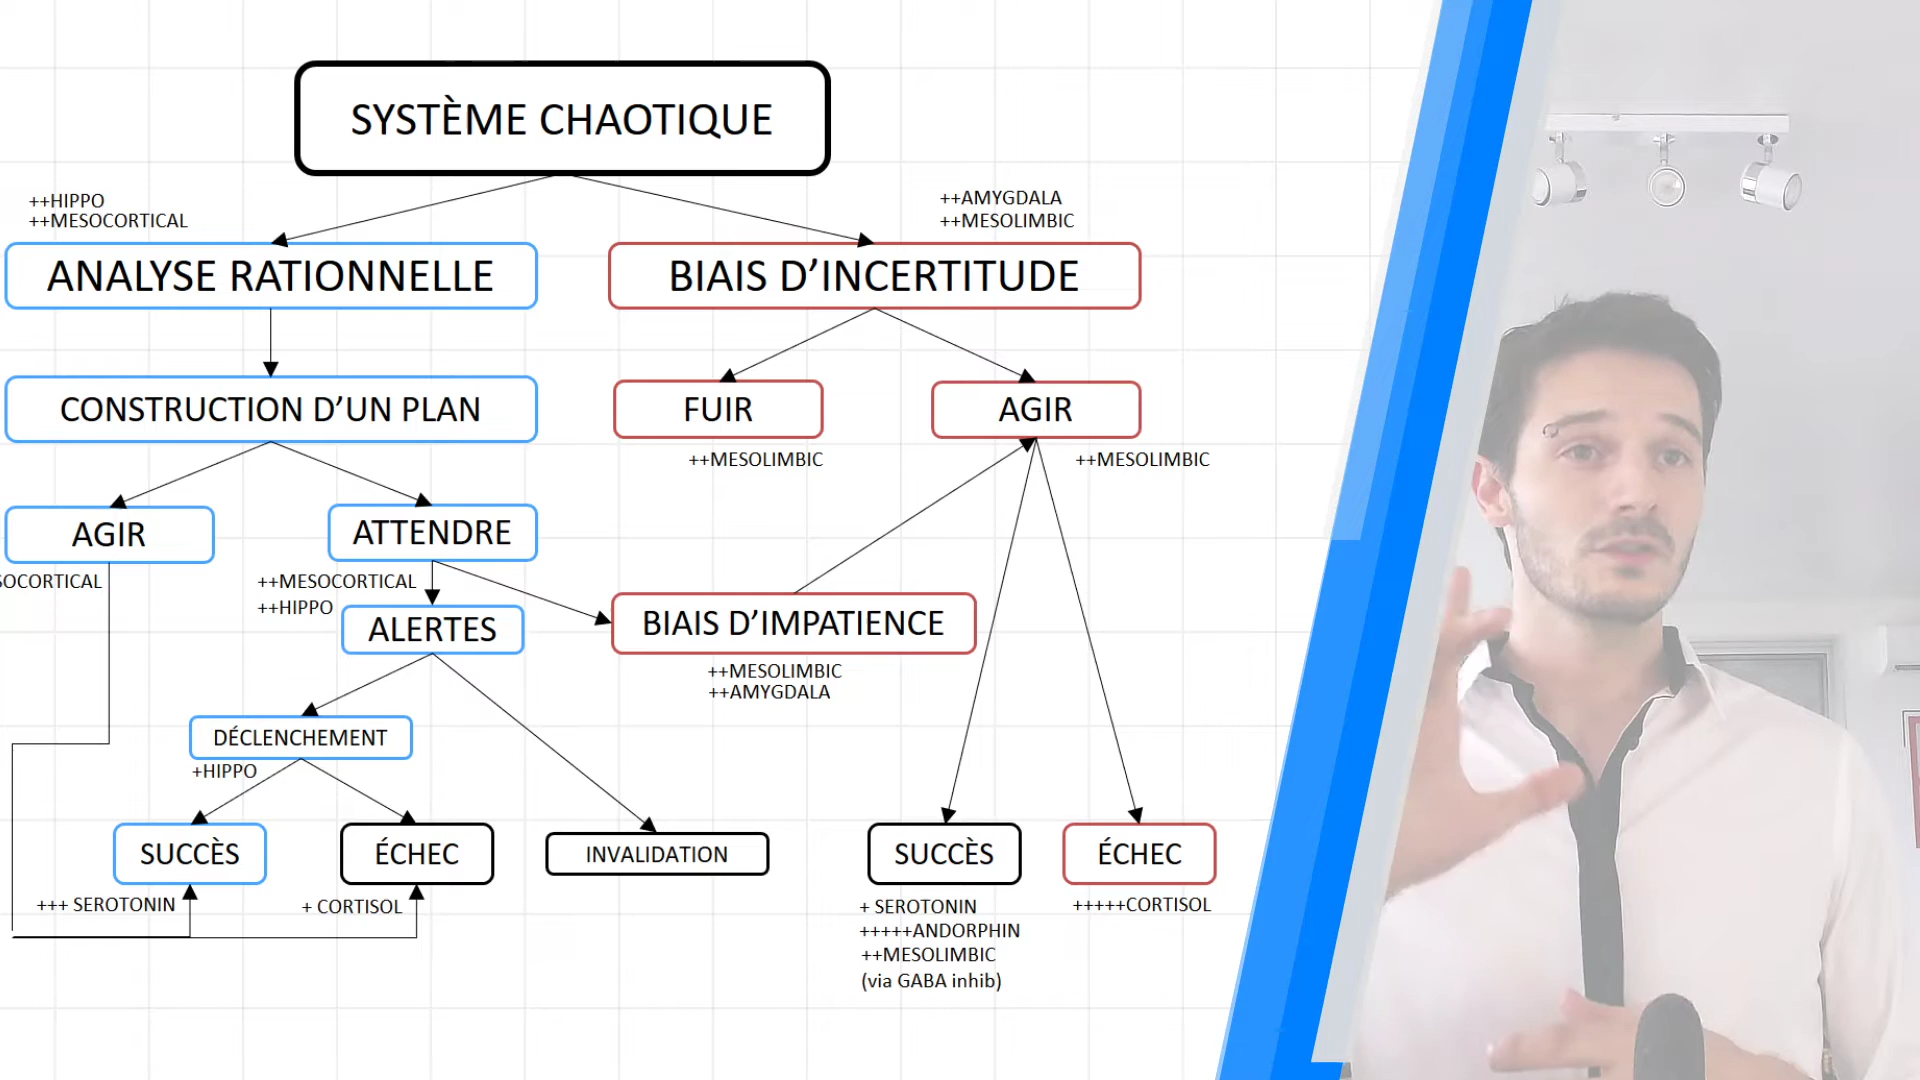 SYSTÈME CHAOTIQUE
++HIPPO
++MESOCORTICAL
++AMYGDALA
++MESOLIMBIC
ANALYSE RATIONNELLE
BIAIS D’INCERTITUDE
CONSTRUCTION D’UN PLAN
FUIR
AGIR
++MESOLIMBIC
++MESOLIMBIC
AGIR
ATTENDRE
SOCORTICAL
++MESOCORTICAL
++HIPPO
ALERTES
BIAIS D’IMPATIENCE
++MESOLIMBIC
++AMYGDALA
DÉCLENCHEMENT
+HIPPO
SUCCÈS
ÉCHEC
INVALIDATION
SUCCÈS
ÉCHEC
+++ SEROTONIN
+ CORTISOL
+ SEROTONIN
+++++ANDORPHIN
++MESOLIMBIC
(via GABA inhib)
+++++CORTISOL